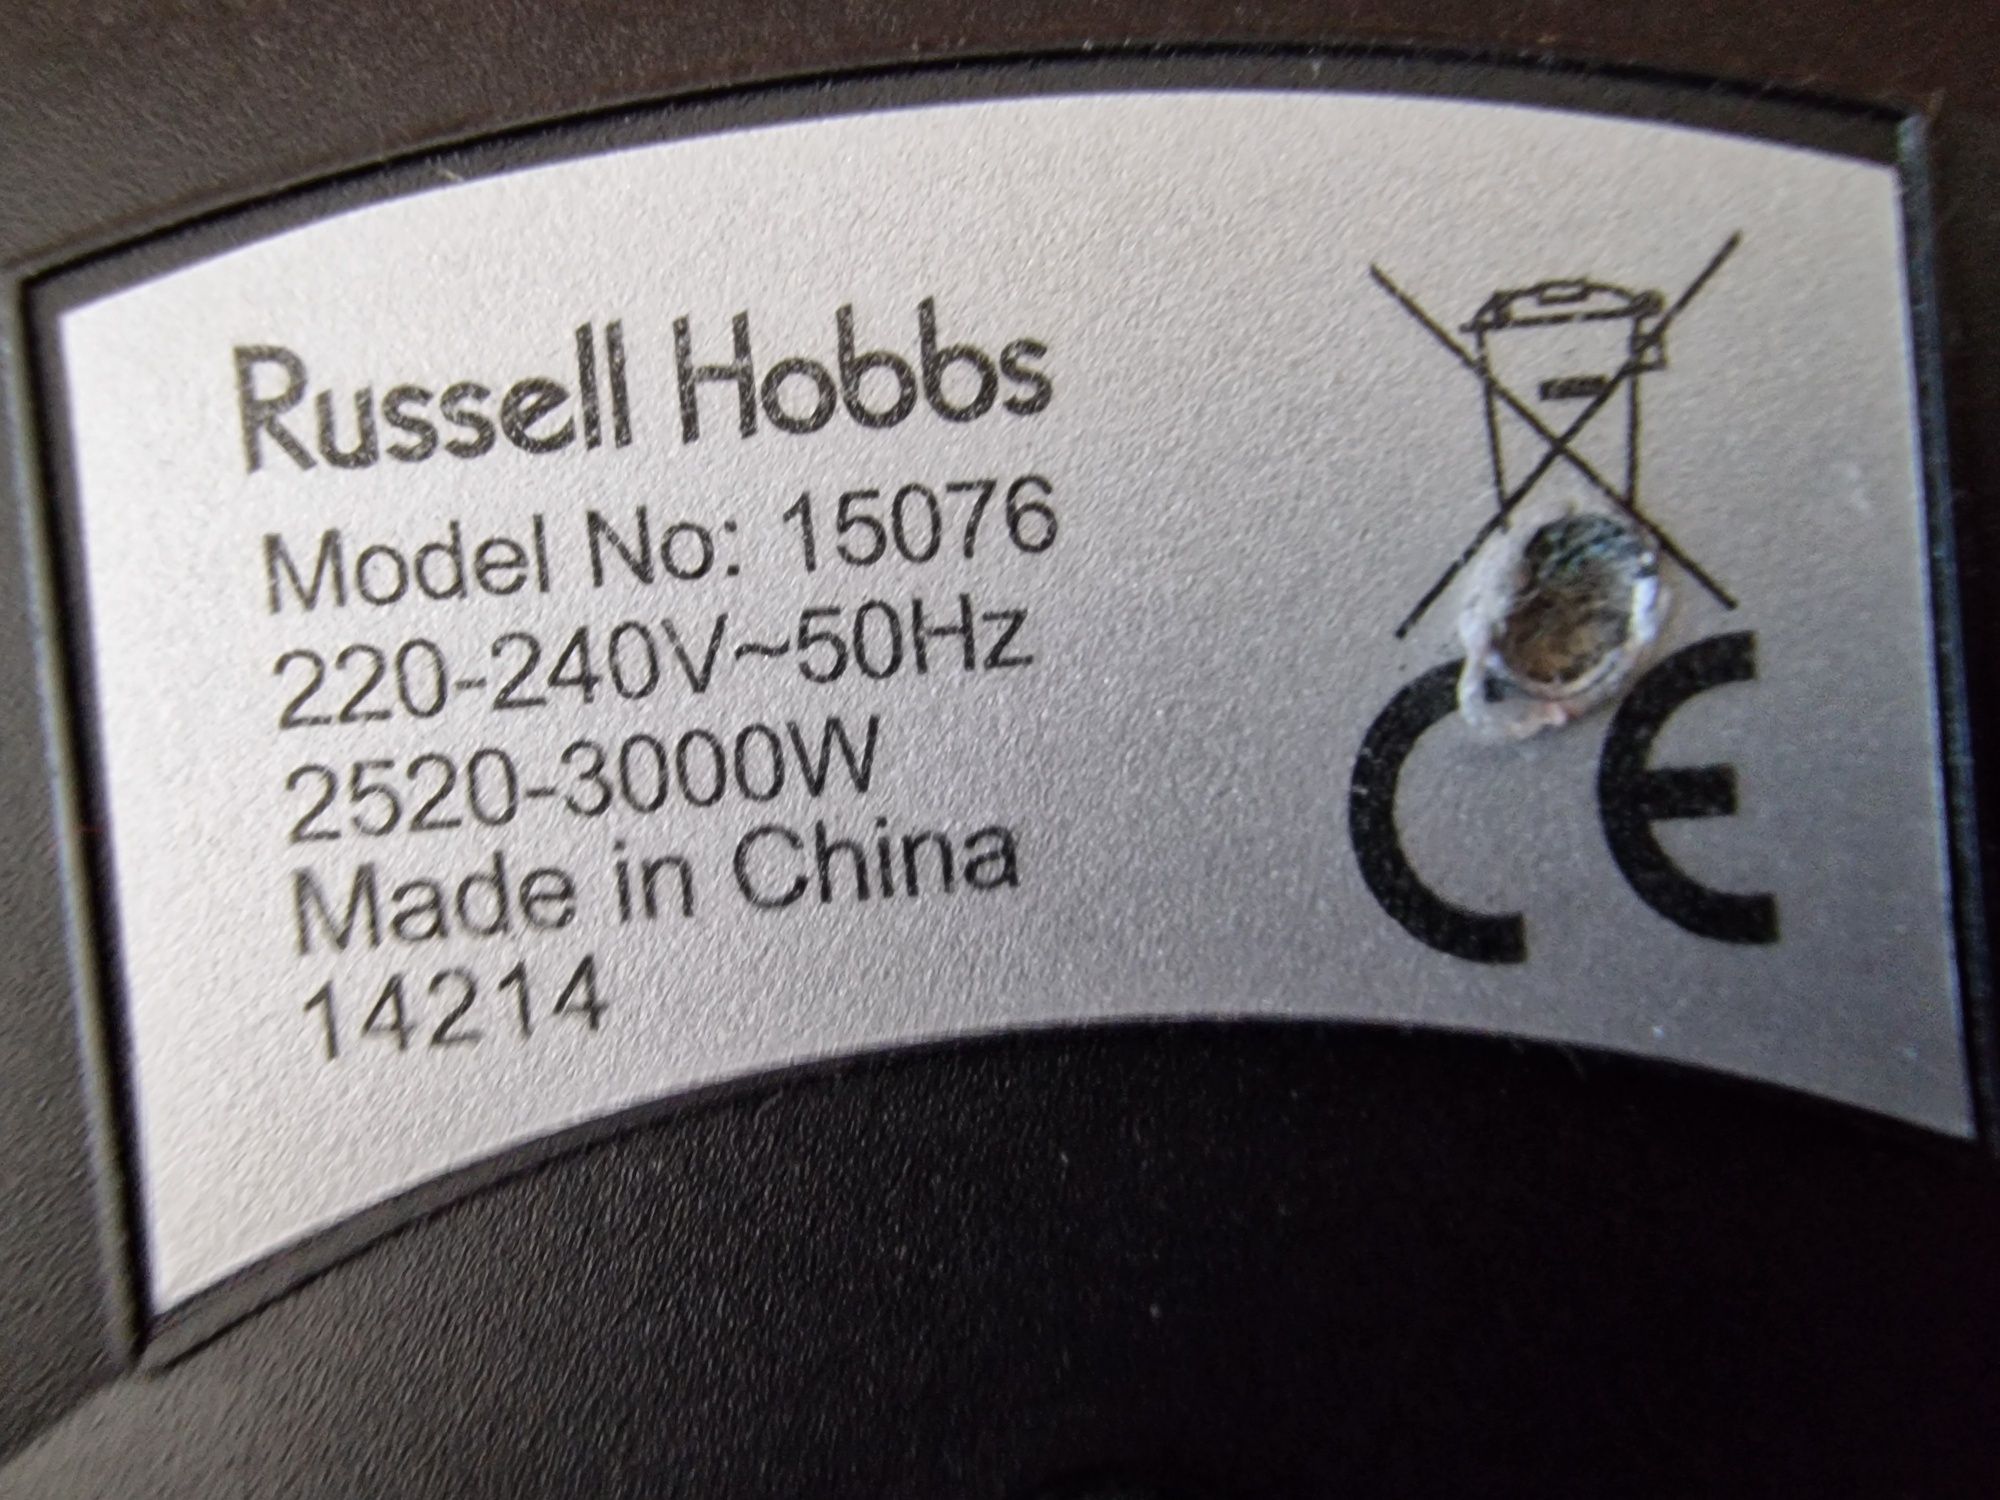 Russell Hobbs
Model No: 15076
220-240V~50Hz
2520-3000W
Made in China
14214
CE